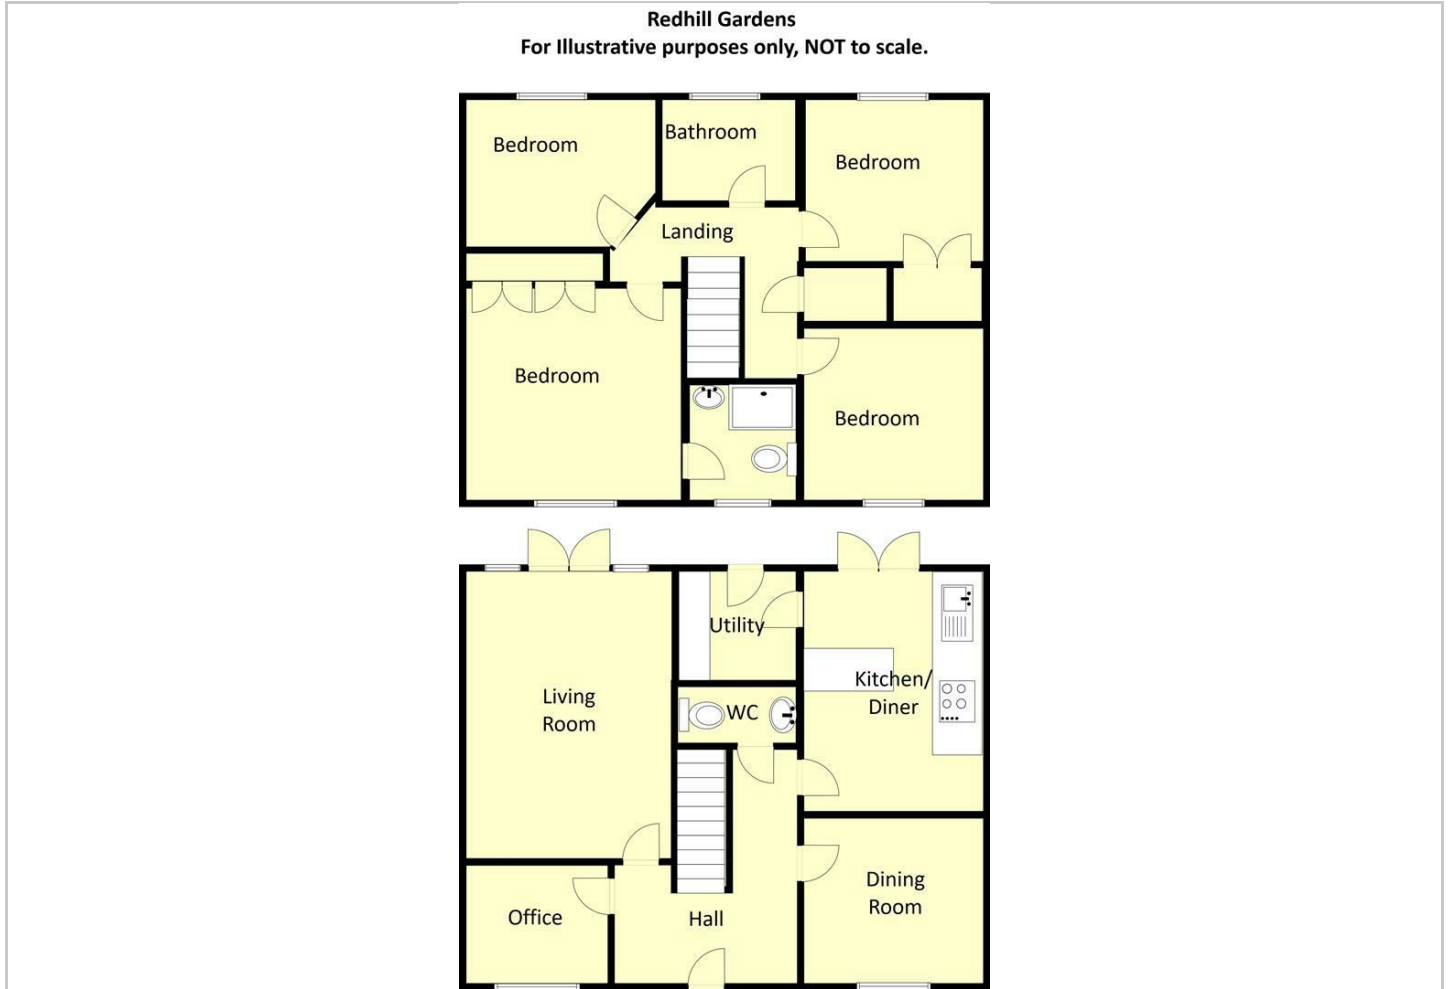 Redhill Gardens
For Illustrative purposes only, NOT to scale.
Bedroom
Bathroom
Bedroom
Landing
Bedroom
Bedroom
Utility
Living
Room
WC
Kitchen/
Diner
Office
Hall
Dining
Room